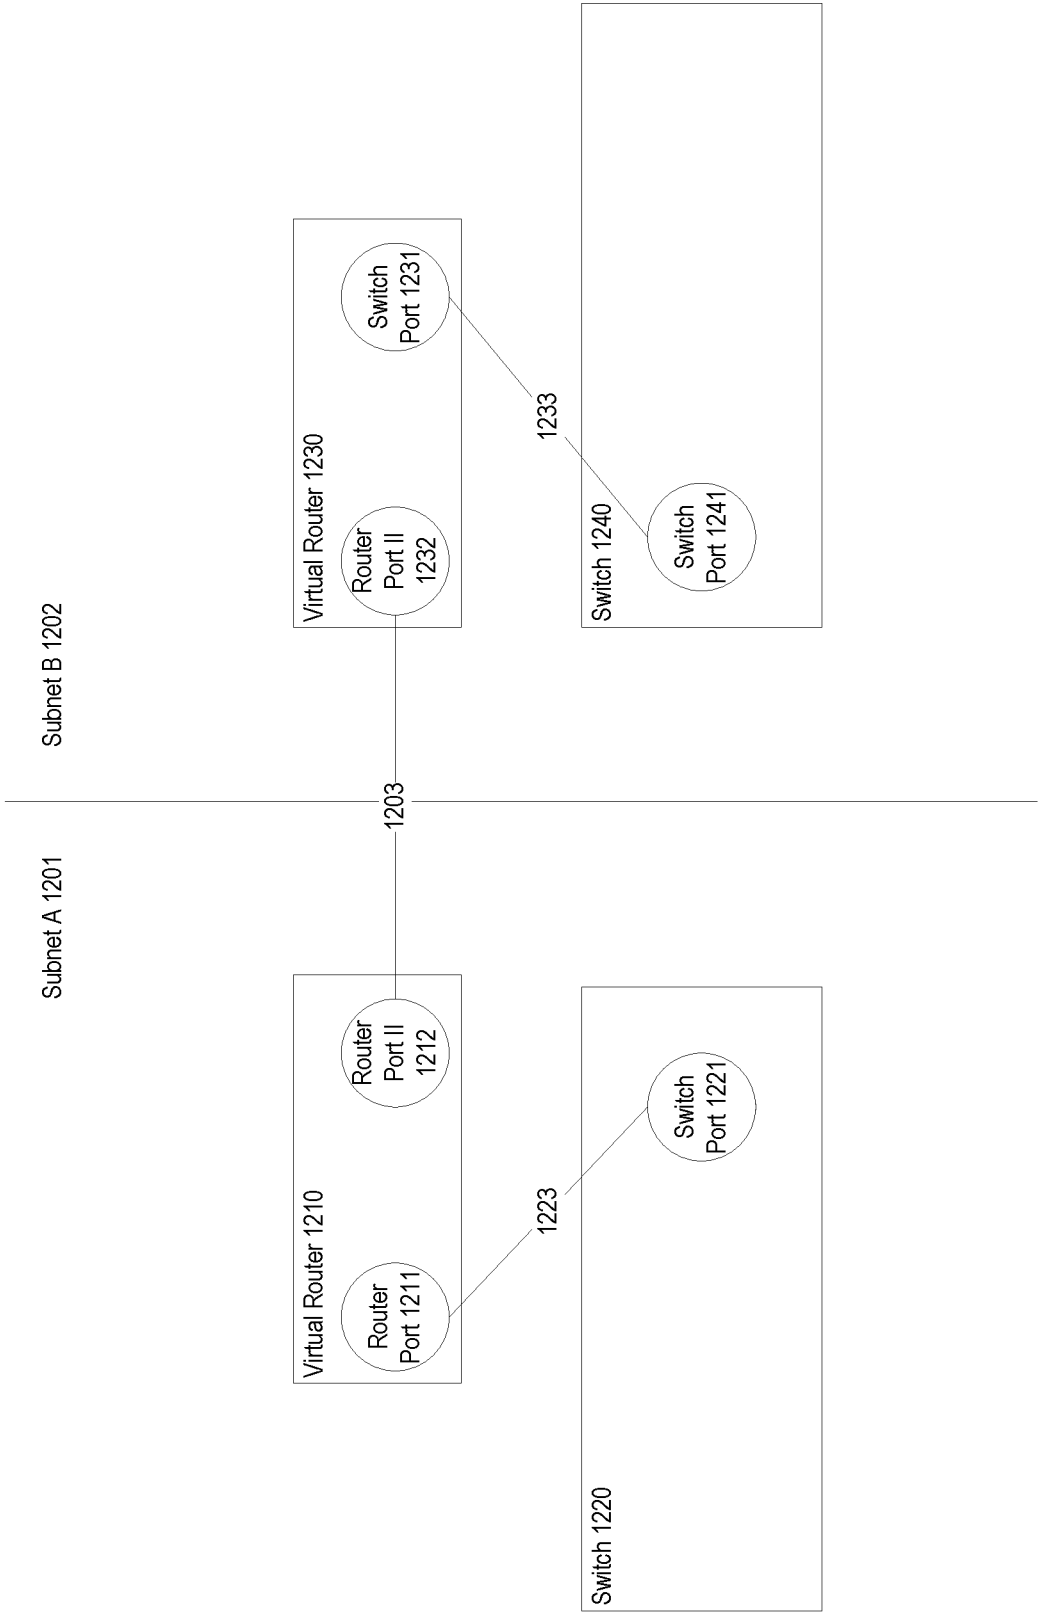 Subnet A 1201
Subnet B 1202
Virtual Router 1210
Router
Port 1211
Router
Port II
1212
1203
Virtual Router 1230
Router
Port II
1232
Switch
Port 1231
1223
1233
Switch 1220
Switch
Port 1221
Switch 1240
Switch
Port 1241